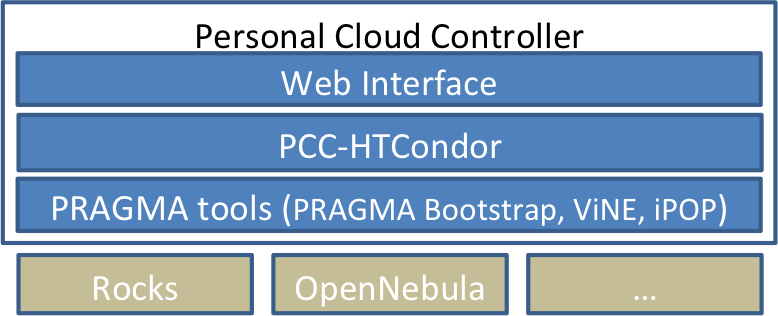 Personal Cloud Controller
Web Interface
PCC-HTCondor
PRAGMA tools (PRAGMA Bootstrap, ViNE, iPOP)
Rocks
OpenNebula
...